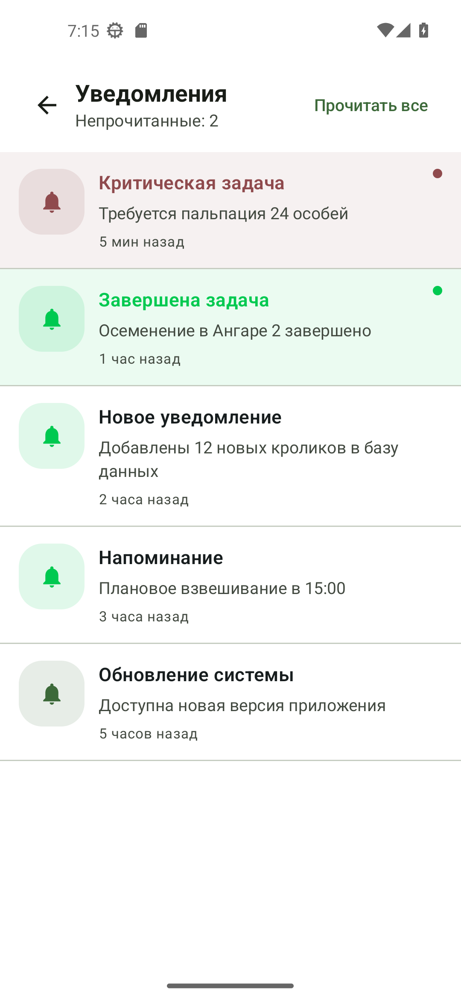 7:15
Уведомления
Непрочитанные: 2
Прочитать все
Критическая задача
Требуется пальпация 24 особей
5 мин назад
Завершена задача
Осеменение в Ангаре 2 завершено
1 час назад
Новое уведомление
Добавлены 12 новых кроликов в базу
данных
2 часа назад
Напоминание
Плановое взвешивание в 15:00
3 часа назад
Обновление системы
Доступна новая версия приложения
5 часов назад